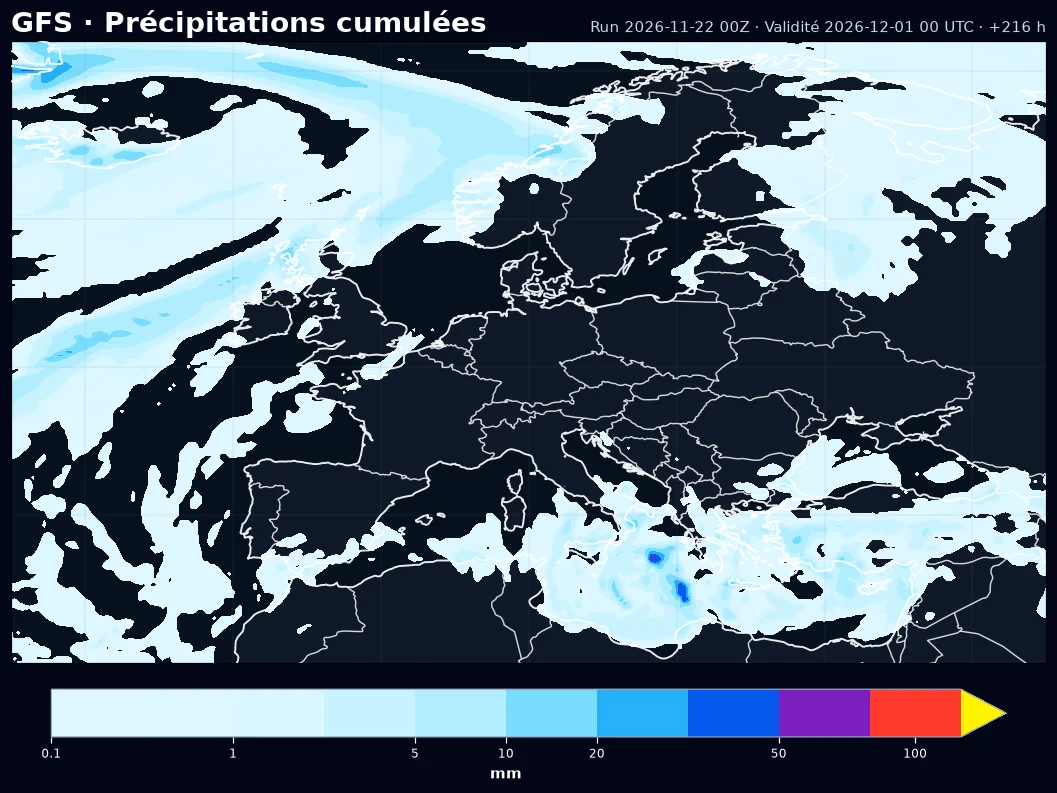 GFS · Précipitations cumulées
Run 2026-11-22 00Z · Validité 2026-12-01 00 UTC · +216 h
0.1 1 5 10 20 50 100
mm